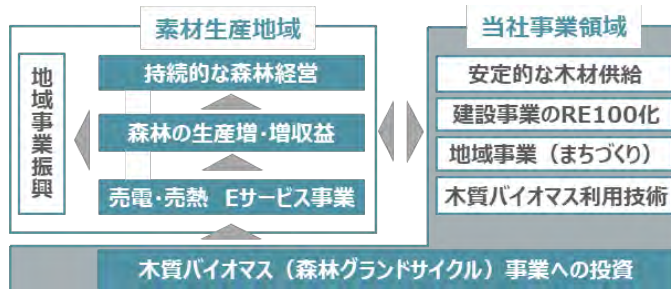 素材生産地域
持続的な森林経営
森林の生産増・増収益
売電・売熱 Eサービス事業
地域事業振興
当社事業領域
安定的な木材供給
建設事業のRE100化
地域事業（まちづくり）
木質バイオマス利用技術
木質バイオマス（森林グランドサイクル）事業への投資